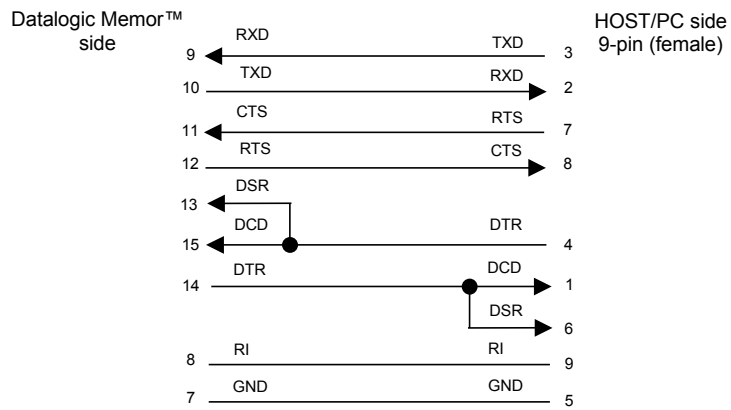 Datalogic Memor™
side
HOST/PC side
9-pin (female)
9 RXD TXD 3
10 TXD RXD 2
11 CTS RTS 7
12 RTS CTS 8
13 DSR
15 DCD DTR 4
14 DTR DCD 1
DSR 6
8 RI RI 9
7 GND GND 5